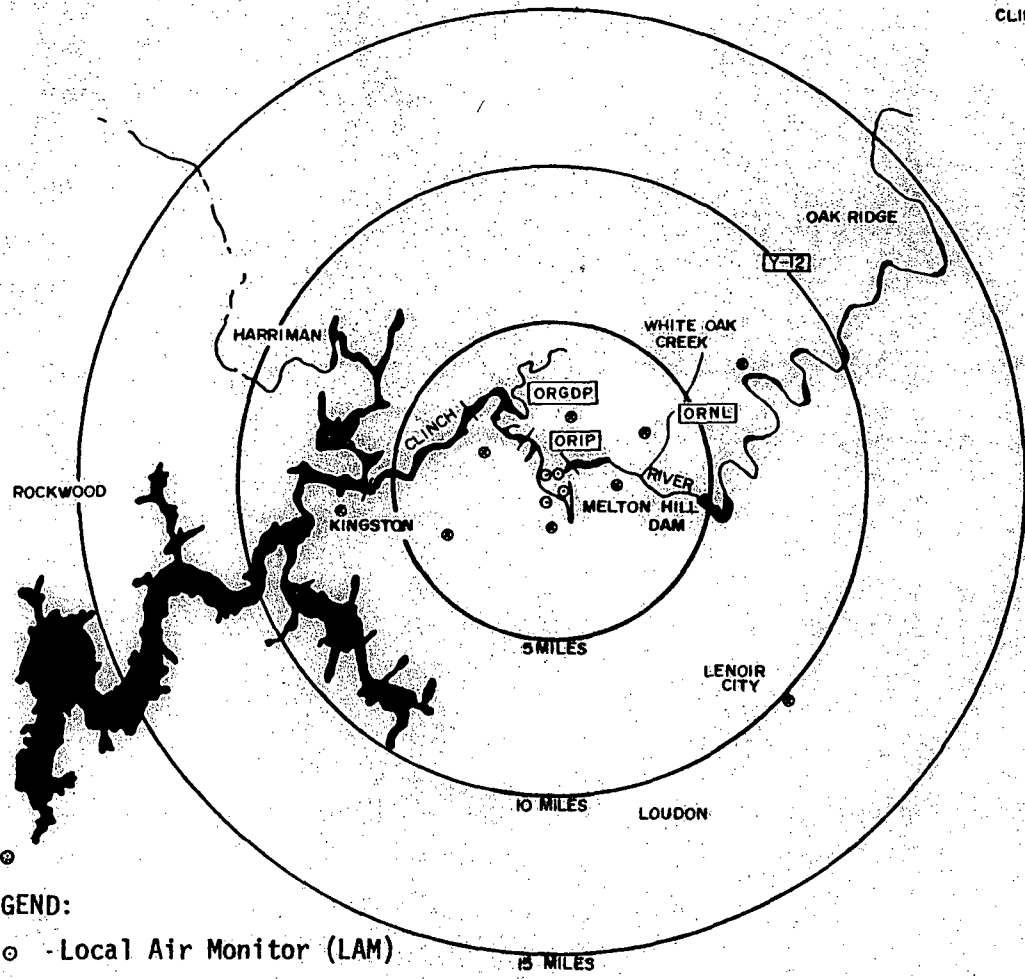 CLI
OAK RIDGE
Y-12
HARRIMAN
WHITE OAK
CREEK
ORGDP
CLINCH
ORNL
ORIP
RIVER
ROCKWOOD
KINGSTON
MELTON HILL
DAM
5 MILES
LENOIR
CITY
10 MILES
LOUDON
GEND:
- Local Air Monitor (LAM)
15 MILES